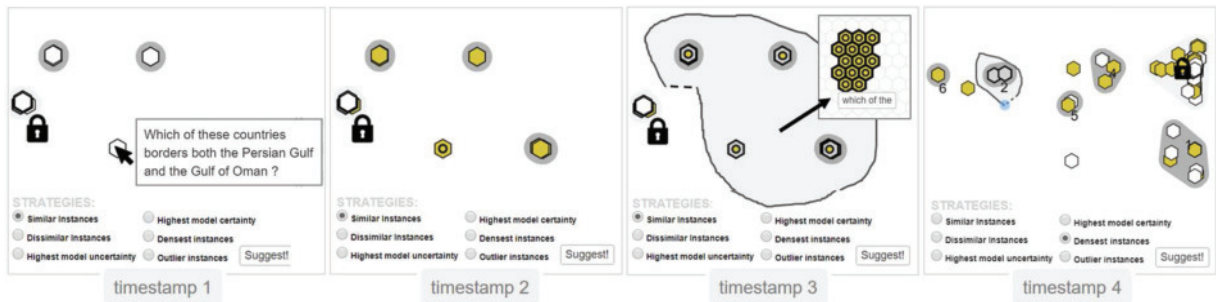 Which of these countries
borders both the Persian Gulf
and the Gulf of Oman ?
STRATEGIES:
Similar Instances
Highest model certainty
Dissimilar Instances
Densest instances
Highest model uncertainty
Outlier instances
Suggest!
timestamp 1
STRATEGIES:
Similar Instances
Highest model certainty
Dissimilar Instances
Densest instances
Highest model uncertainty
Outlier instances
Suggest!
timestamp 2
which of the
STRATEGIES:
Similar Instances
Highest model certainty
Dissimilar Instances
Densest instances
Highest model uncertainty
Outlier instances
Suggest!
timestamp 3
6
2
4
5
1
STRATEGIES:
Similar Instances
Highest model certainty
Dissimilar Instances
Densest instances
Highest model uncertainty
Outlier instances
Suggest!
timestamp 4